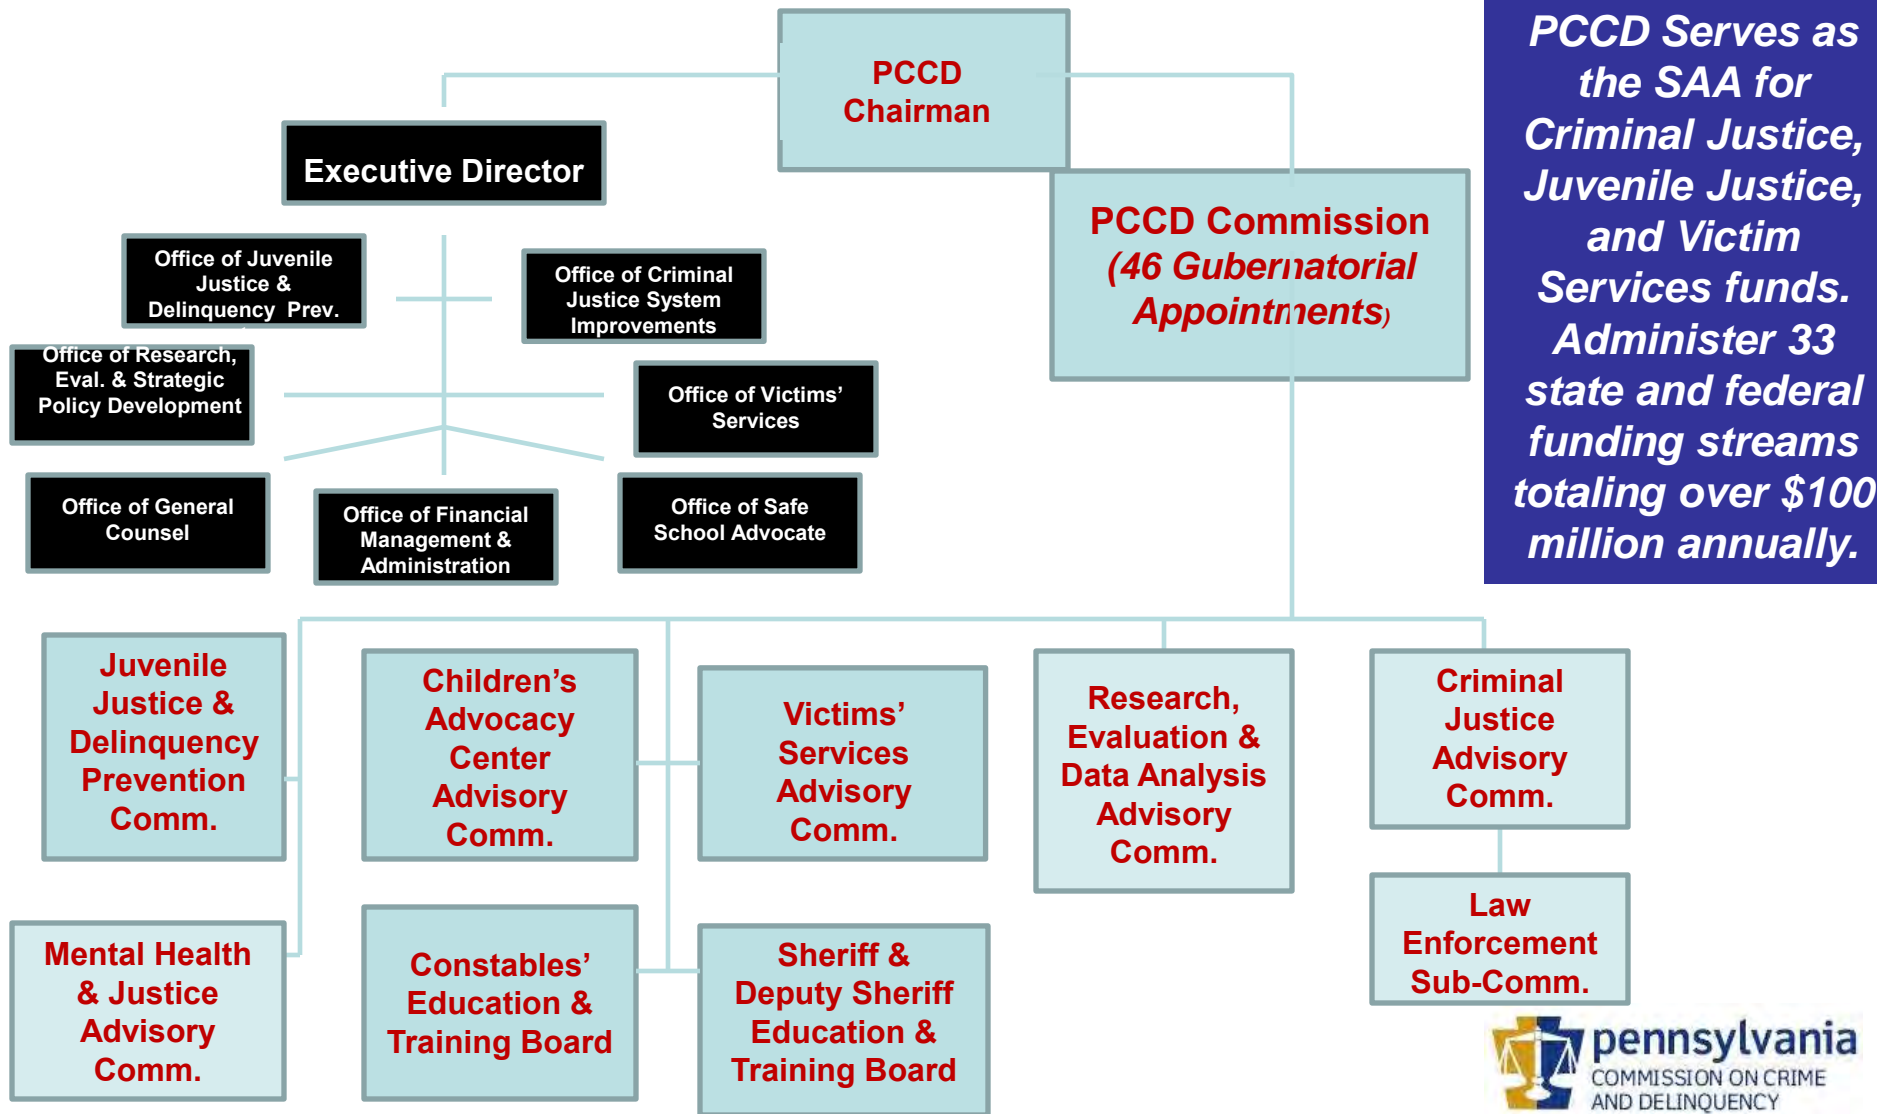 PCCD
Chairman
PCCD Serves as
the SAA for
Criminal Justice,
Juvenile Justice,
and Victim
Services funds.
Administer 33
state and federal
funding streams
totaling over $100
million annually.
Executive Director
PCCD Commission
(46 Gubernatorial
Appointments)
Office of Juvenile
Justice &
Delinquency Prev.
Office of Criminal
Justice System
Improvements
Office of Research,
Eval. & Strategic
Policy Development
Office of Victims’
Services
Office of General
Counsel
Office of Financial
Management &
Administration
Office of Safe
School Advocate
Juvenile
Justice &
Delinquency
Prevention
Comm.
Children’s
Advocacy
Center
Advisory
Comm.
Victims’
Services
Advisory
Comm.
Research,
Evaluation &
Data Analysis
Advisory
Comm.
Criminal
Justice
Advisory
Comm.
Mental Health
& Justice
Advisory
Comm.
Constables’
Education &
Training Board
Sheriff &
Deputy Sheriff
Education &
Training Board
Law
Enforcement
Sub-Comm.
pennsylvania
COMMISSION ON CRIME
AND DELINQUENCY